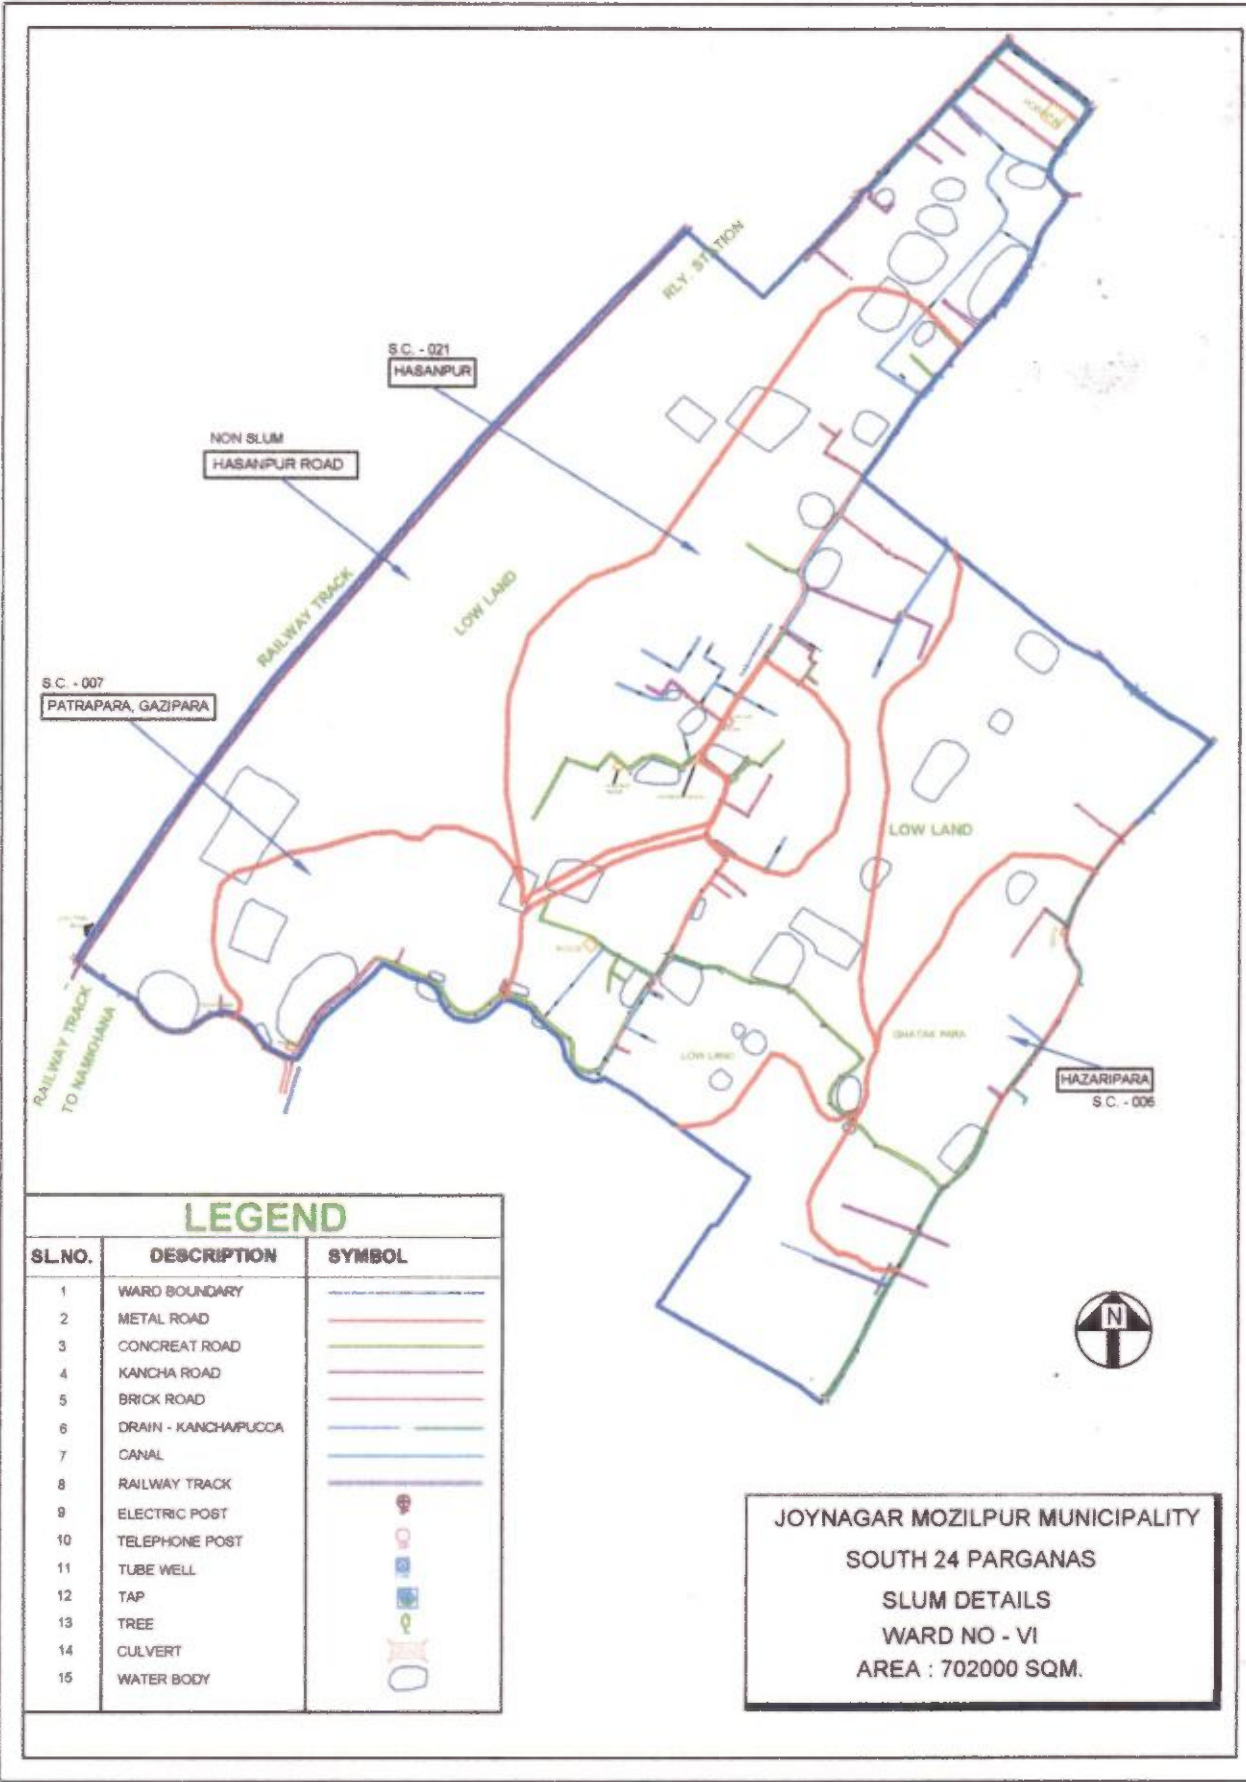 RLY. STATION
S.C. - 021
HASANPUR
NON SLUM
HASANPUR ROAD
LOW LAND
RAILWAY TRACK
S.C. - 007
PATRAPARA, GAZIPARA
LOW LAND
RAILWAY TRACK
TO NAMKHANA
GHATAK PARA
LOW LAND
HAZARIPARA
S.C. - 006
LEGEND
SL.NO. DESCRIPTION SYMBOL
1 WARD BOUNDARY
2 METAL ROAD
3 CONCREAT ROAD
4 KANCHA ROAD
5 BRICK ROAD
6 DRAIN - KANCHA/PUCCA
7 CANAL
8 RAILWAY TRACK
9 ELECTRIC POST
10 TELEPHONE POST
11 TUBE WELL
12 TAP
13 TREE
14 CULVERT
15 WATER BODY
N
JOYNAGAR MOZILPUR MUNICIPALITY
SOUTH 24 PARGANAS
SLUM DETAILS
WARD NO - VI
AREA : 702000 SQM.